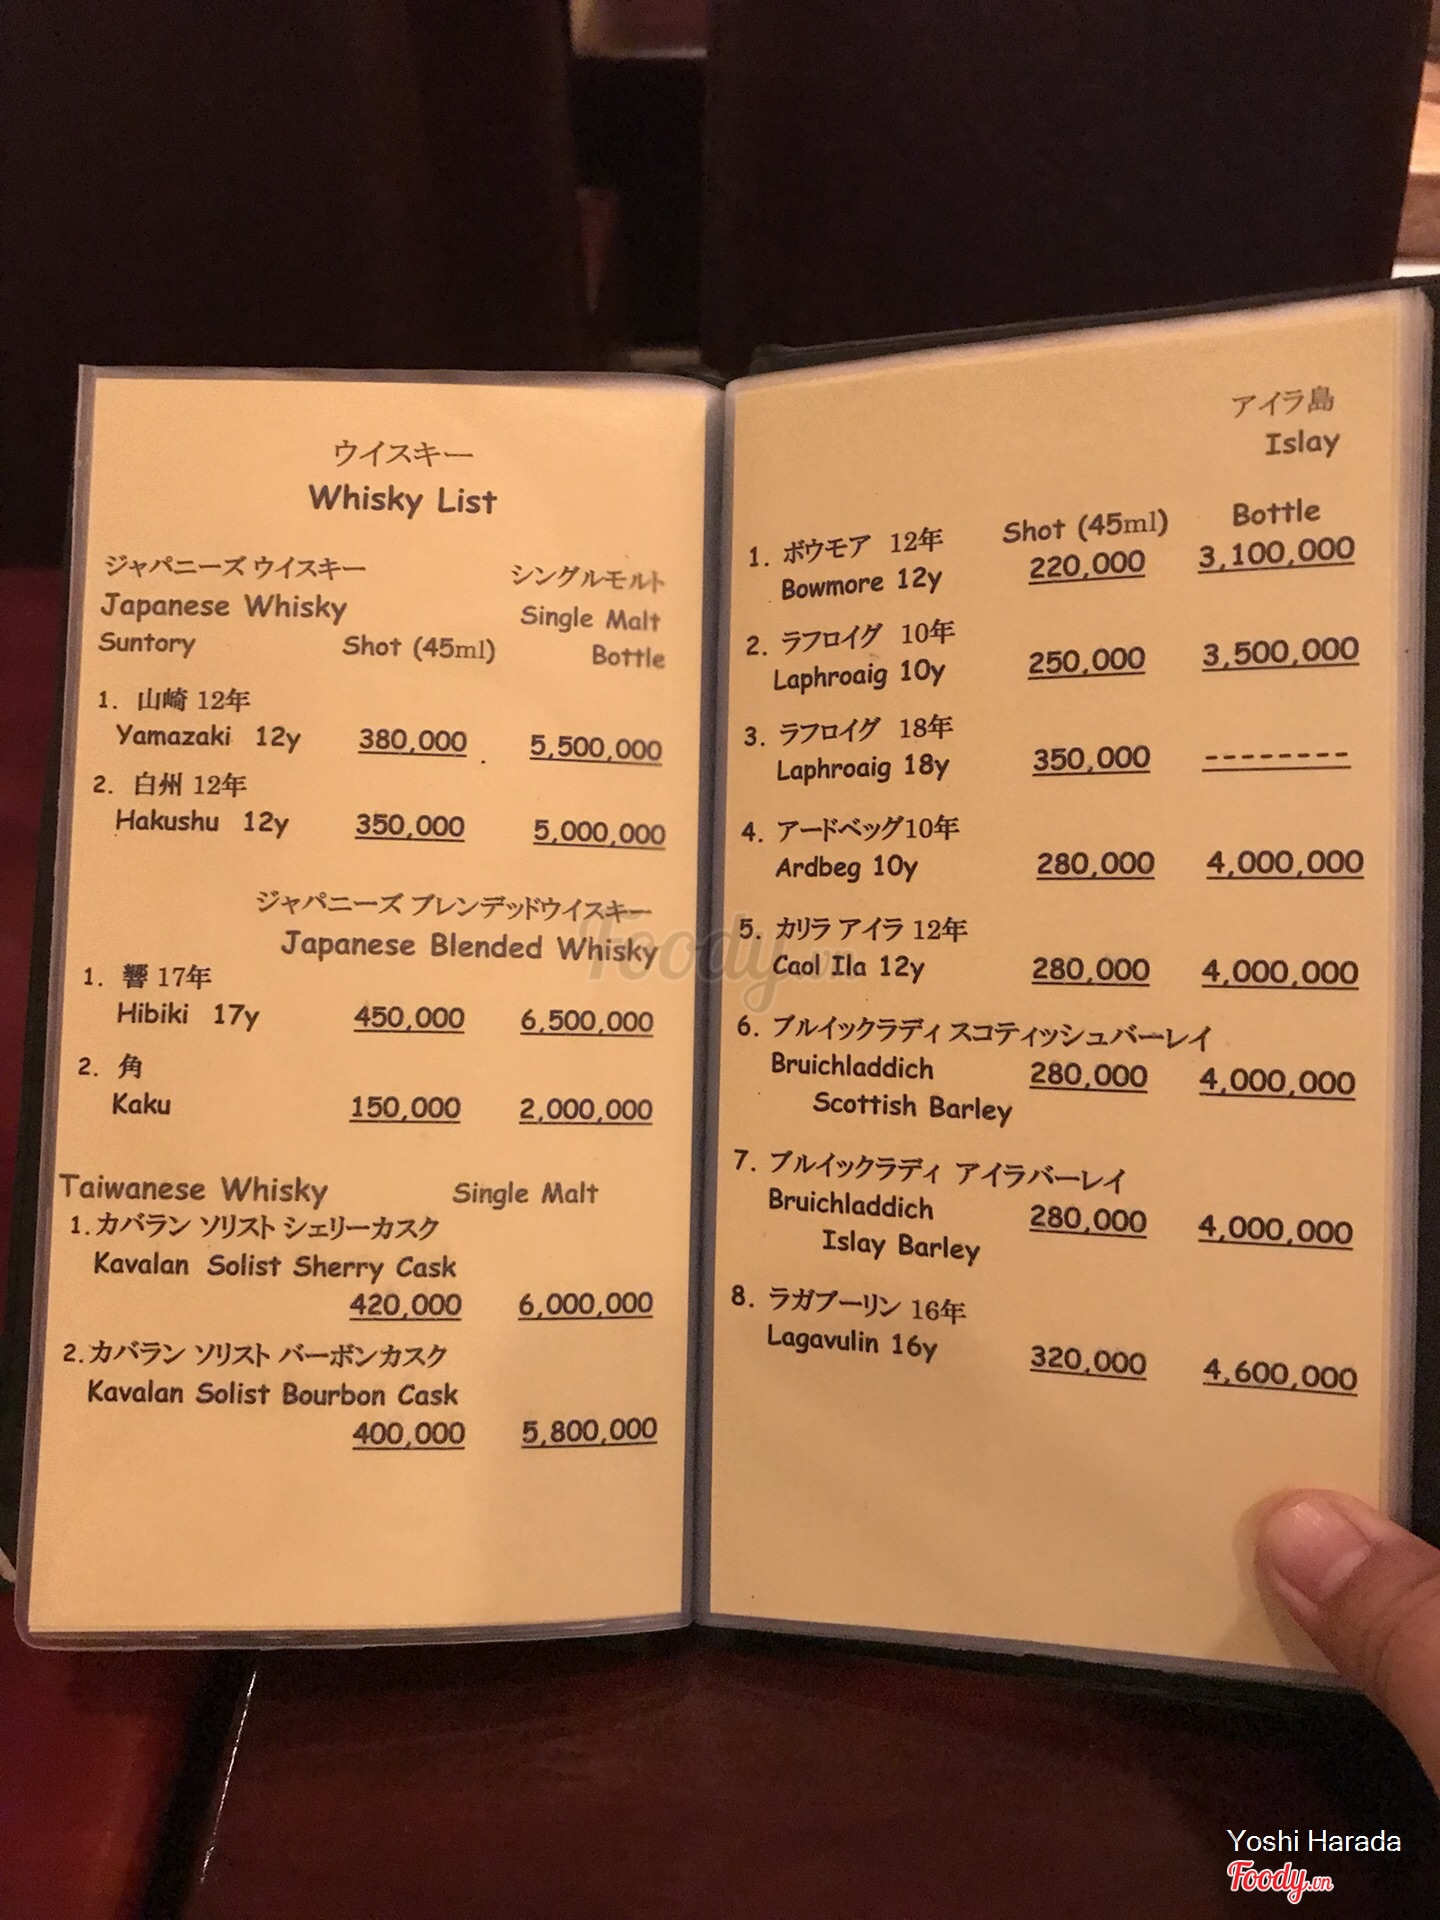 ウイスキー
Whisky List
ジャパニーズ ウイスキー シングルモルト
Japanese Whisky Single Malt
Suntory Shot (45ml) Bottle
1. 山崎 12年
Yamazaki 12y 380,000 5,500,000
2. 白州 12年
Hakushu 12y 350,000 5,000,000
ジャパニーズ ブレンデッドウイスキー
Japanese Blended Whisky
1. 響 17年
Hibiki 17y 450,000 6,500,000
2. 角
Kaku 150,000 2,000,000
Taiwanese Whisky Single Malt
1.カバラン ソリスト シェリーカスク
Kavalan Solist Sherry Cask
420,000 6,000,000
2.カバラン ソリスト バーボンカスク
Kavalan Solist Bourbon Cask
400,000 5,800,000
アイラ島
Islay
Shot (45ml) Bottle
1. ボウモア 12年
Bowmore 12y 220,000 3,100,000
2. ラフロイグ 10年
Laphroaig 10y 250,000 3,500,000
3. ラフロイグ 18年
Laphroaig 18y 350,000 --------
4. アードベッグ10年
Ardbeg 10y 280,000 4,000,000
5. カリラ アイラ 12年
Caol Ila 12y 280,000 4,000,000
6. ブルイックラディ スコティッシュバーレイ
Bruichladdich 280,000 4,000,000
Scottish Barley
7. ブルイックラディ アイラバーレイ
Bruichladdich 280,000 4,000,000
Islay Barley
8. ラガブーリン 16年
Lagavulin 16y 320,000 4,600,000
Foody.vn
Yoshi Harada
Foody.vn